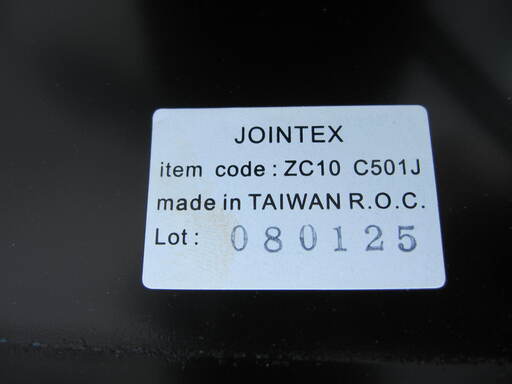 JOINTEX
item code : ZC10 C501J
made in TAIWAN R.O.C.
Lot : 080125